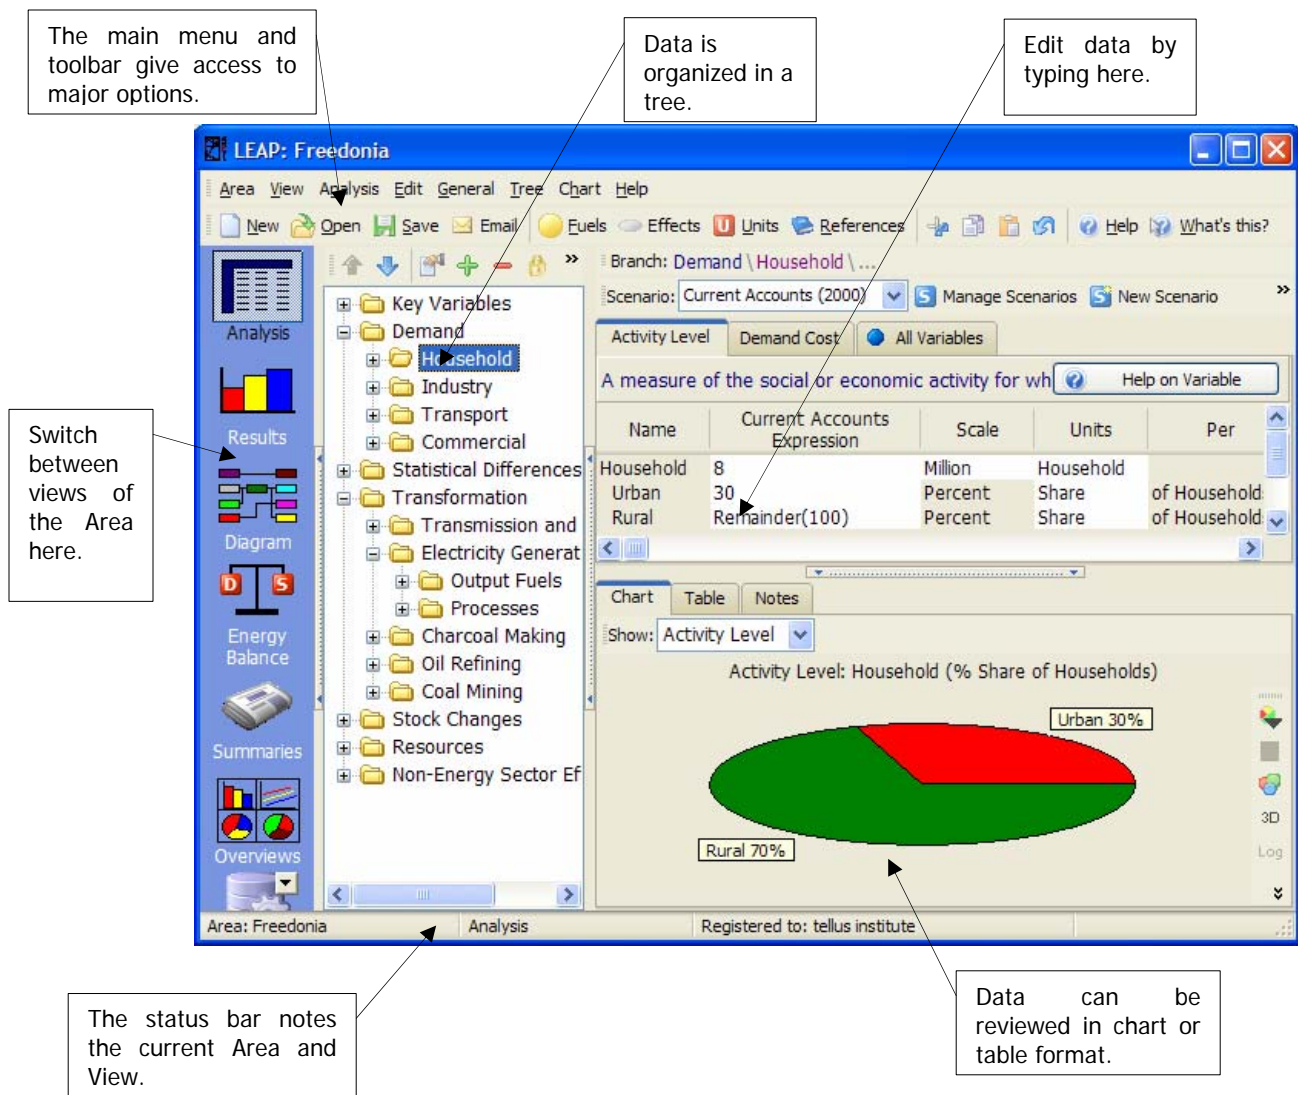 The main menu and
toolbar give access to
major options.
Data is
organized in a
tree.
Edit data by
typing here.
LEAP: Freedonia
Area View Analysis Edit General Tree Chart Help
New Open Save Email Fuels Effects Units References Help What's this?
Branch: Demand \ Household \ ...
Scenario: Current Accounts (2000) Manage Scenarios New Scenario
Activity Level Demand Cost All Variables
A measure of the social or economic activity for wh Help on Variable
Name Current Accounts Expression Scale Units Per
Household 8 Million Household
Urban 30 Percent Share of Household
Rural Remainder(100) Percent Share of Household
Analysis
Results
Diagram
Energy
Balance
Summaries
Overviews
Key Variables
Demand
Household
Industry
Transport
Commercial
Statistical Differences
Transformation
Transmission and
Electricity Generat
Output Fuels
Processes
Charcoal Making
Oil Refining
Coal Mining
Stock Changes
Resources
Non-Energy Sector Ef
Chart Table Notes
Show: Activity Level
Activity Level: Household (% Share of Households)
Urban 30%
Rural 70%
3D
Log
Area: Freedonia Analysis Registered to: tellus institute
Switch
between
views of
the Area
here.
The status bar notes
the current Area and
View.
Data can be
reviewed in chart or
table format.